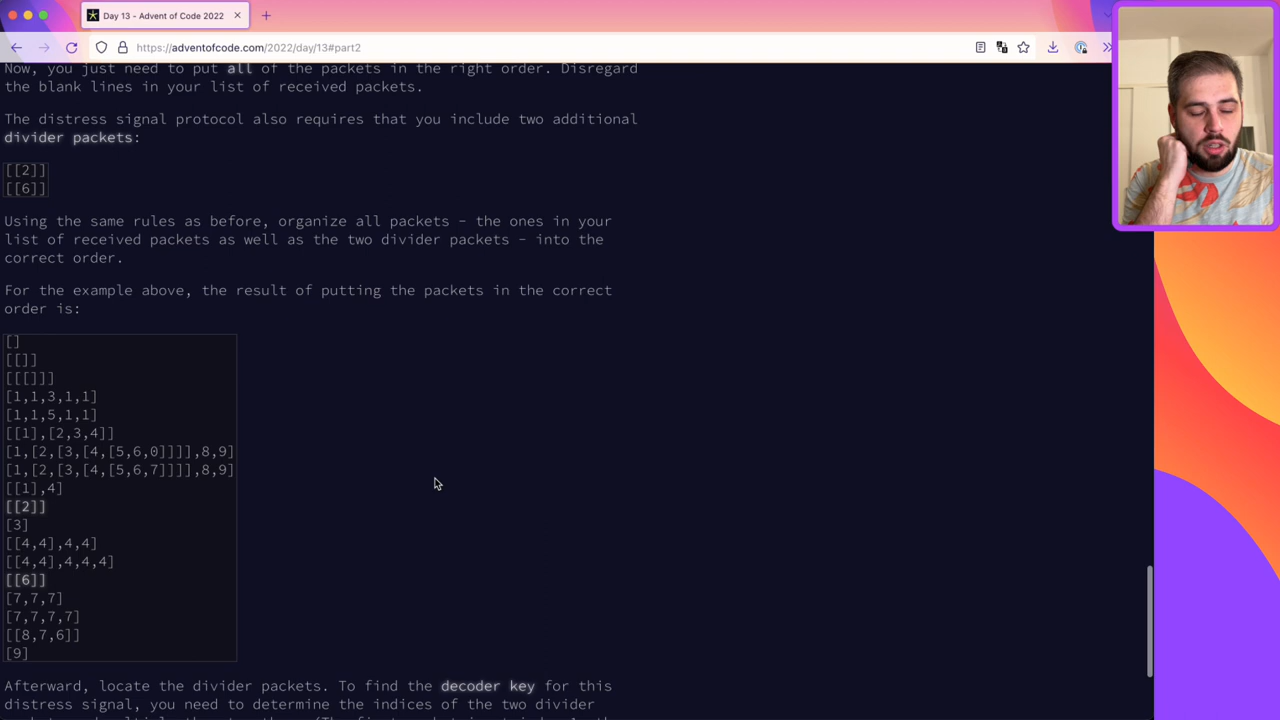 Day 13 - Advent of Code 2022
https://adventofcode.com/2022/day/13#part2
Now, you just need to put all of the packets in the right order. Disregard
the blank lines in your list of received packets.
The distress signal protocol also requires that you include two additional
divider packets:
[[2]]
[[6]]
Using the same rules as before, organize all packets - the ones in your
list of received packets as well as the two divider packets - into the
correct order.
For the example above, the result of putting the packets in the correct
order is:
[]
[[]]
[[[]]]
[1,1,3,1,1]
[1,1,5,1,1]
[[1],[2,3,4]]
[1,[2,[3,[4,[5,6,0]]]],8,9]
[1,[2,[3,[4,[5,6,7]]]],8,9]
[[1],4]
[[2]]
[3]
[[4,4],4,4]
[[4,4],4,4,4]
[[6]]
[7,7,7]
[7,7,7,7]
[[8,7,6]]
[9]
Afterward, locate the divider packets. To find the decoder key for this
distress signal, you need to determine the indices of the two divider